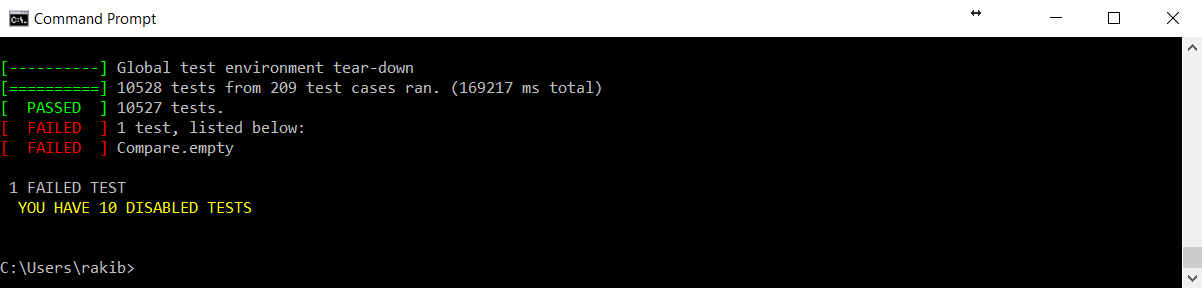 Command Prompt
[----------] Global test environment tear-down
[==========] 10528 tests from 209 test cases ran. (169217 ms total)
[  PASSED  ] 10527 tests.
[  FAILED  ] 1 test, listed below:
[  FAILED  ] Compare.empty
1 FAILED TEST
YOU HAVE 10 DISABLED TESTS
C:\Users\rakib>